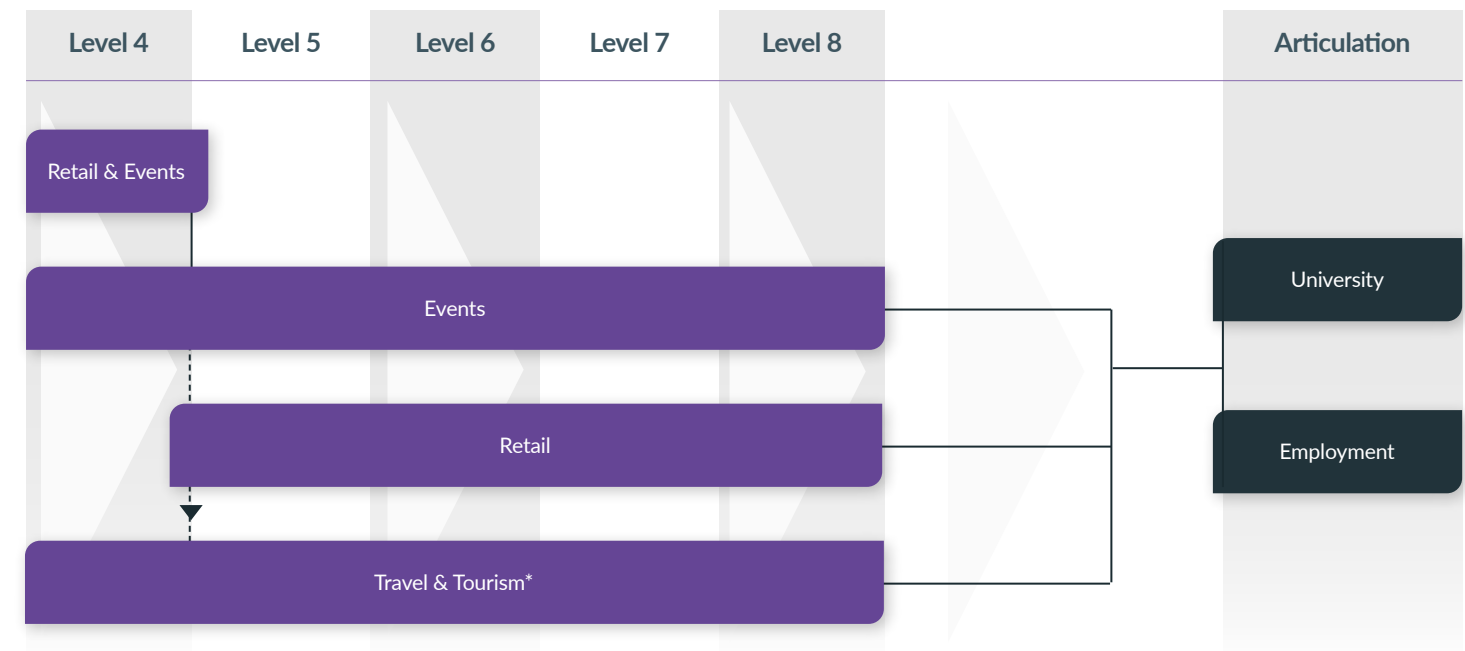 Level 4
Level 5
Level 6
Level 7
Level 8
Articulation
Retail & Events
University
Events
Employment
Retail
Travel & Tourism*